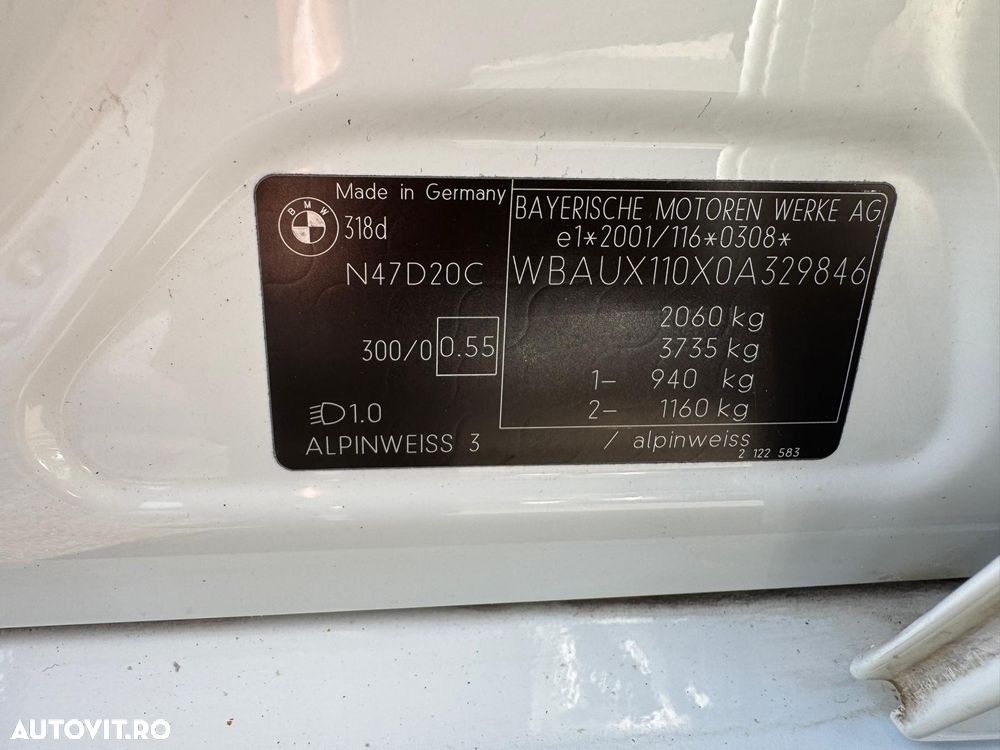 Made in Germany
BMW
318d
N47D20C
300/0 0.55
1.0
ALPINWEISS 3
BAYERISCHE MOTOREN WERKE AG
e1*2001/116*0308*
WBAUX110X0A329846
2060 kg
3735 kg
1- 940 kg
2- 1160 kg
/ alpinweiss
2 122 583
AUTOVIT.RO